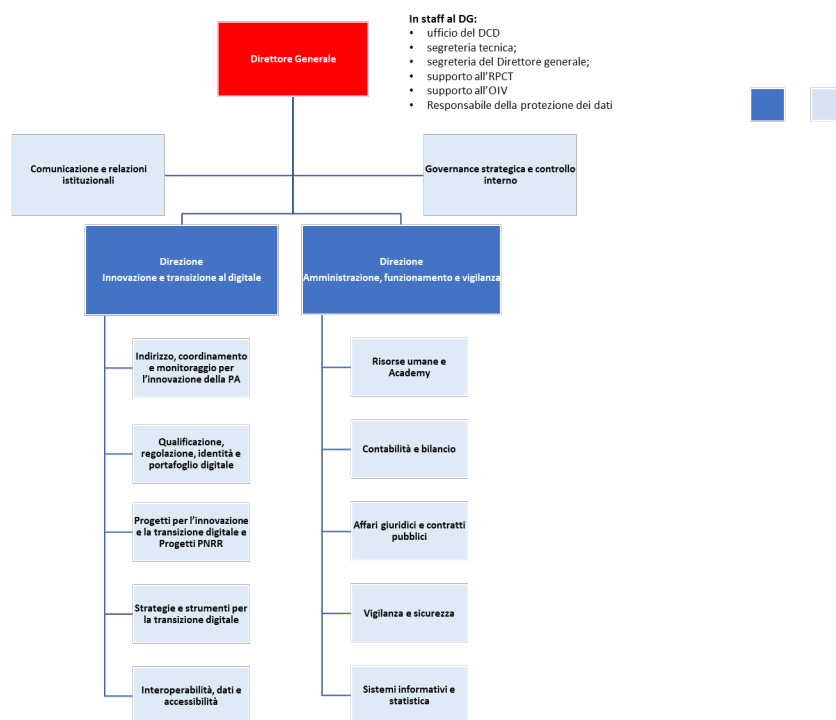 In staff al DG:
• ufficio del DCD
• segreteria tecnica;
• segreteria del Direttore generale;
• supporto all'RPCT
• supporto all'OIV
• Responsabile della protezione dei dati
Direttore Generale
Comunicazione e relazioni
istituzionali
Governance strategica e controllo
interno
Direzione
Innovazione e transizione al digitale
Direzione
Amministrazione, funzionamento e vigilanza
Indirizzo, coordinamento
e monitoraggio per
l'innovazione della PA
Qualificazione,
regolazione, identità e
portafoglio digitale
Progetti per l'innovazione
e la transizione digitale e
Progetti PNRR
Strategie e strumenti per
la transizione digitale
Interoperabilità, dati e
accessibilità
Risorse umane e
Academy
Contabilità e bilancio
Affari giuridici e contratti
pubblici
Vigilanza e sicurezza
Sistemi informativi e
statistica